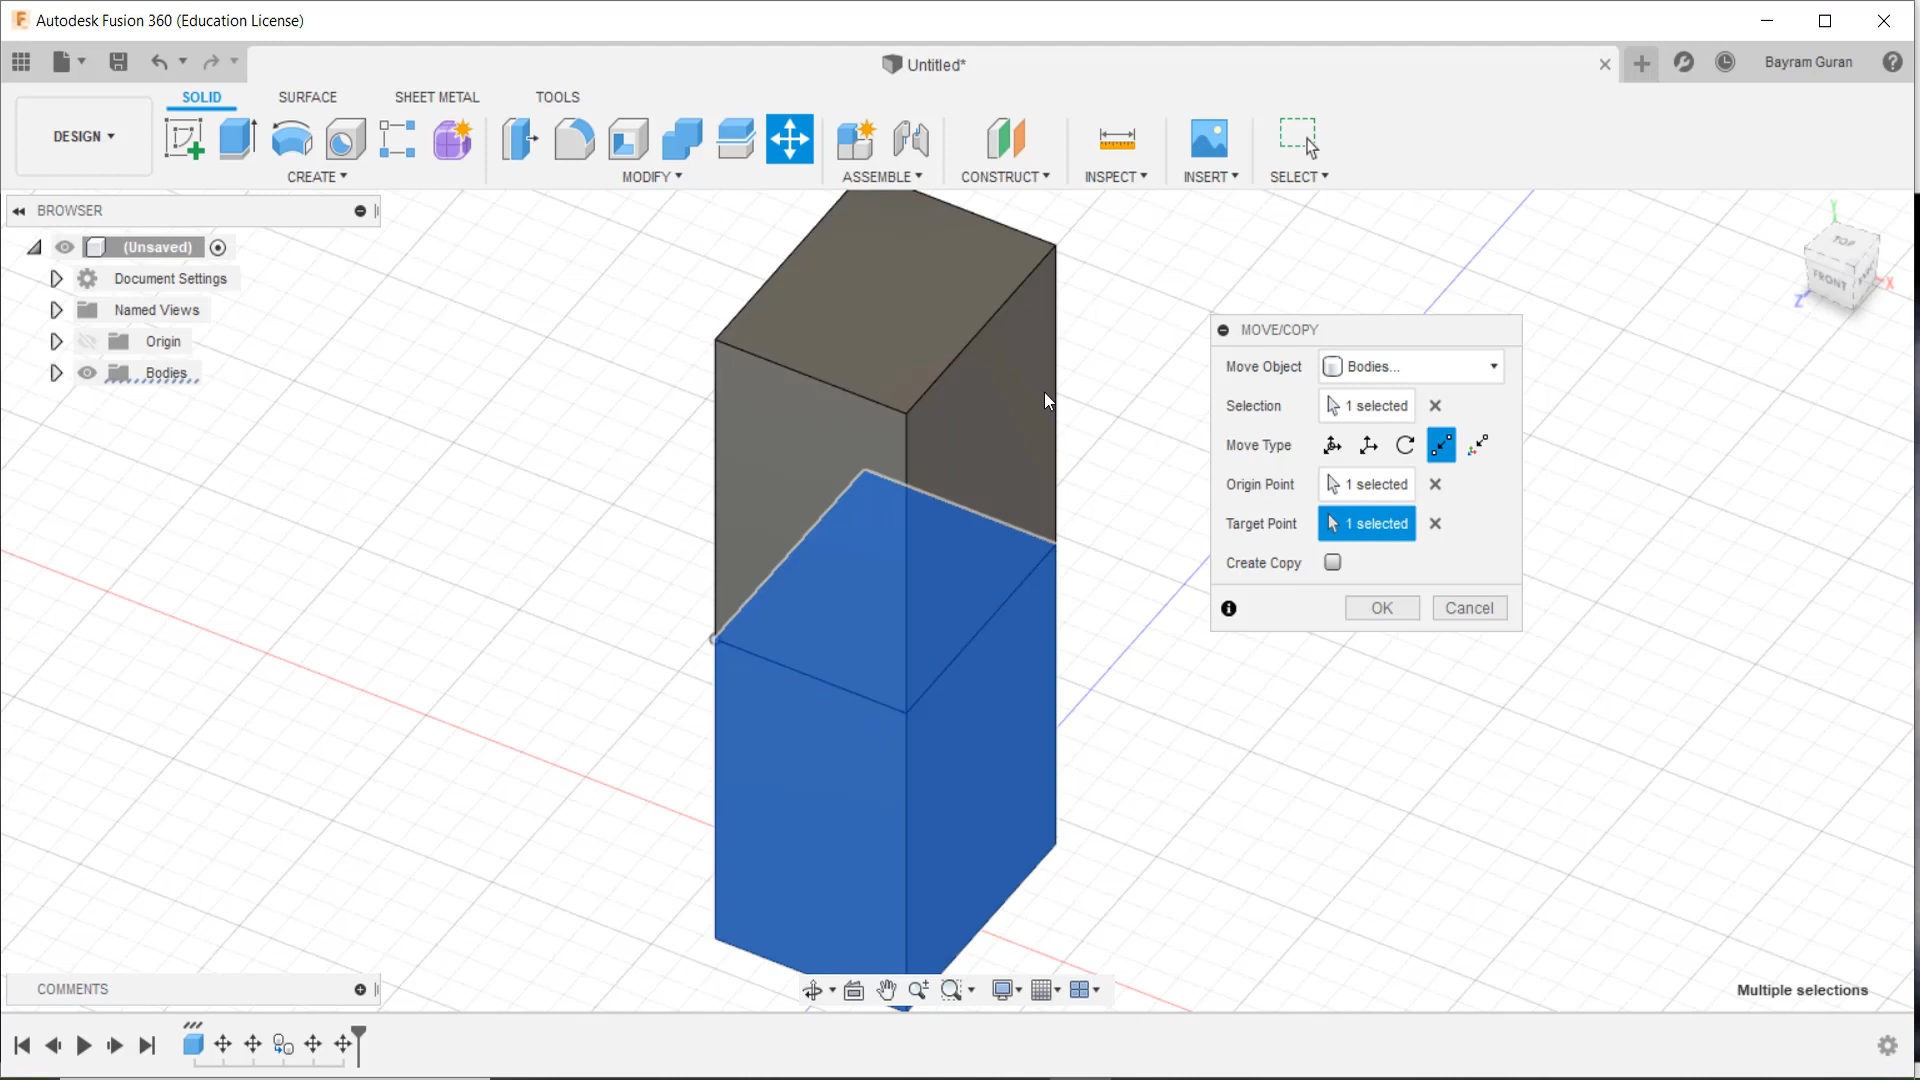 Autodesk Fusion 360 (Education License)
Untitled*
Bayram Guran
SOLID SURFACE SHEET METAL TOOLS
DESIGN
CREATE MODIFY ASSEMBLE CONSTRUCT INSPECT INSERT SELECT
BROWSER
(Unsaved)
Document Settings
Named Views
Origin
Bodies
Y
TOP
FRONT
X
Z
MOVE/COPY
Move Object Bodies...
Selection 1 selected
Move Type
Origin Point 1 selected
Target Point 1 selected
Create Copy
OK Cancel
COMMENTS
Multiple selections